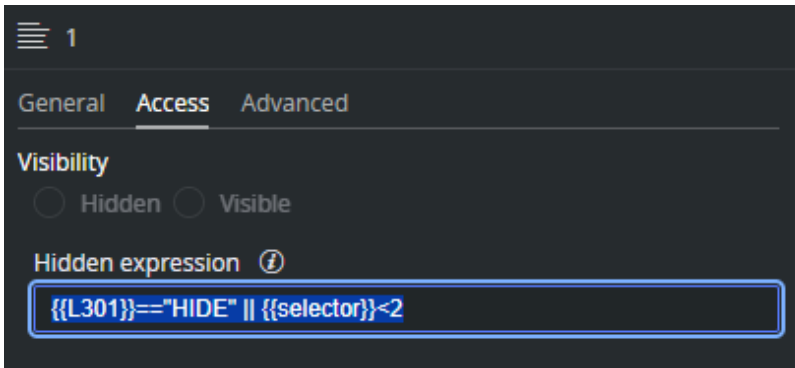 1
General Access Advanced
Visibility
Hidden Visible
Hidden expression i
{{L301}}=="HIDE" || {{selector}}<2